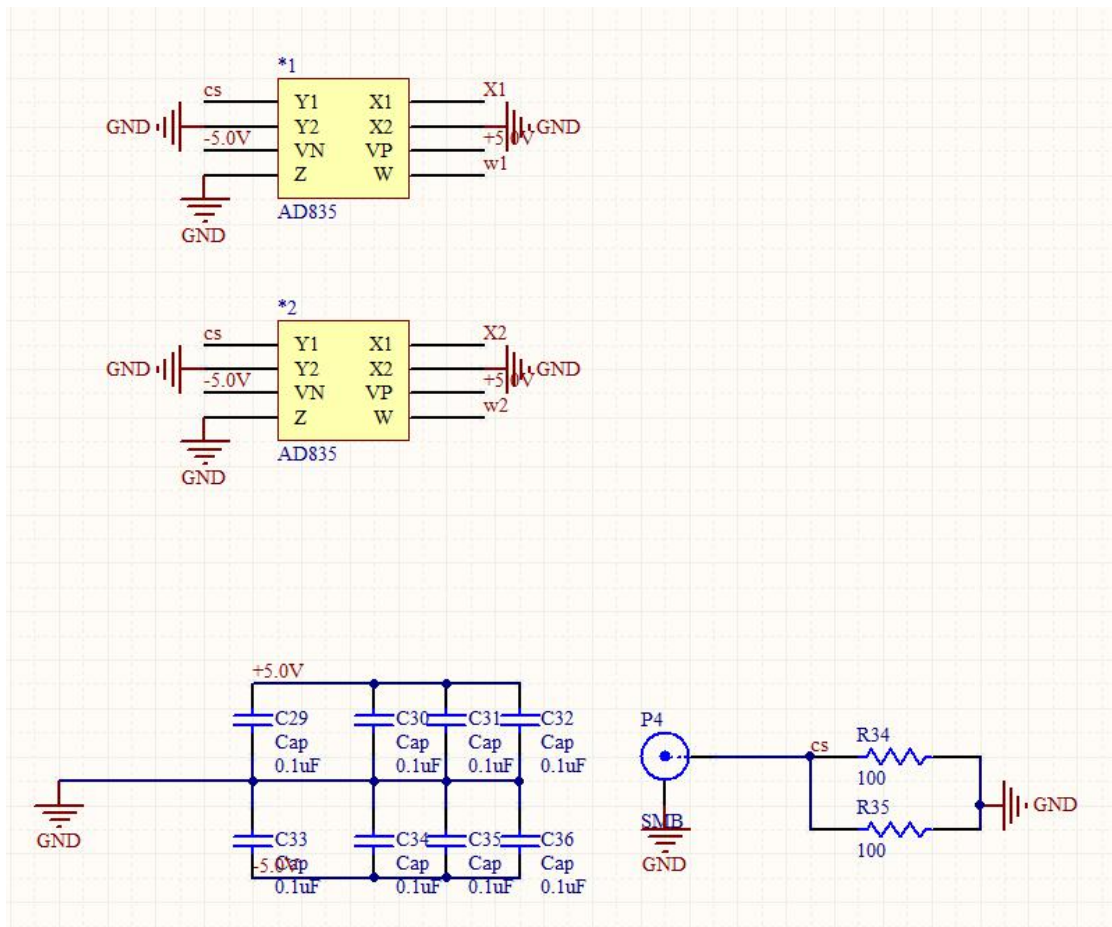 *1
cs
X1
Y1 X1
GND Y2 X2 GND
-5.0V
+5.0V
VN VP
w1
Z W
AD835
GND
*2
cs
X2
Y1 X1
GND Y2 X2 GND
-5.0V
+5.0V
VN VP
w2
Z W
AD835
GND
+5.0V
C29 C30 C31 C32
Cap Cap Cap Cap
0.1uF 0.1uF 0.1uF 0.1uF
GND
C33 C34 C35 C36
Cap Cap Cap Cap
-5.0V
0.1uF 0.1uF 0.1uF 0.1uF
P4
SMB
GND
cs
R34
100
R35
100
GND